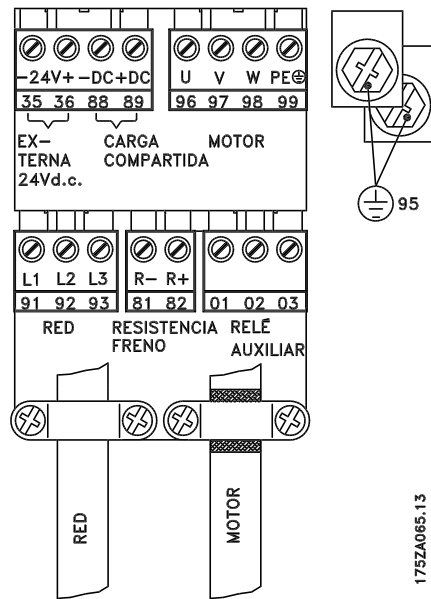 -24V+ -DC+DC
35 36 88 89
U V W PE
96 97 98 99
EX-
TERNA
24Vd.c.
CARGA
COMPARTIDA
MOTOR
95
L1 L2 L3
91 92 93
R- R+
81 82
01 02 03
RED
RESISTENCIA
FRENO
RELÉ
AUXILIAR
RED
MOTOR
175ZA065.13